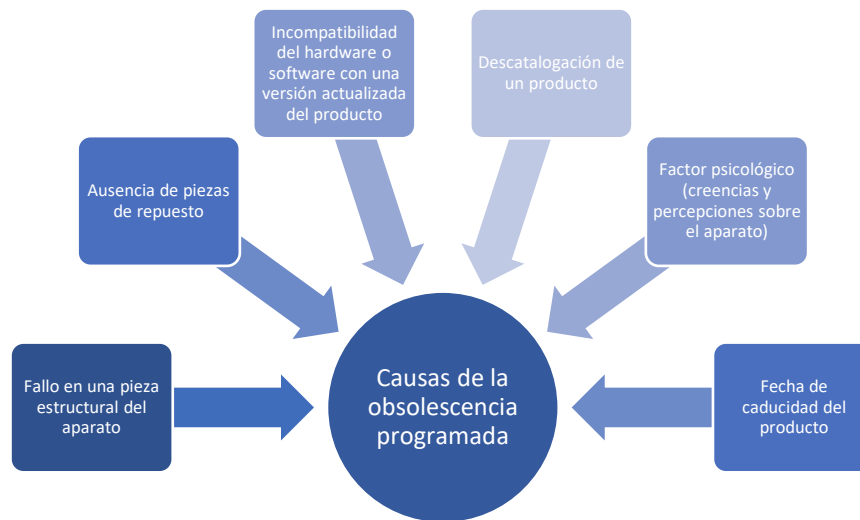 Incompatibilidad
del hardware o
software con una
versión actualizada
del producto
Descatalogación de
un producto
Ausencia de piezas
de repuesto
Factor psicológico
(creencias y
percepciones sobre
el aparato)
Fallo en una pieza
estructural del
aparato
Causas de la
obsolescencia
programada
Fecha de
caducidad del
producto